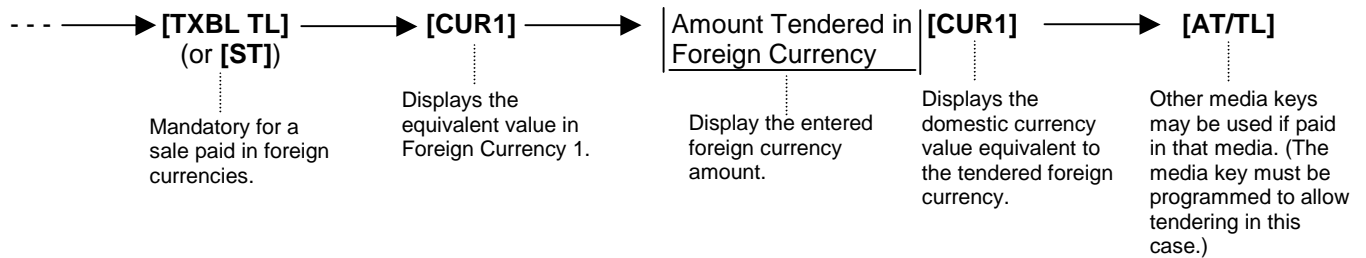 - - - [TXBL TL] [CUR1] Amount Tendered in [CUR1] [AT/TL]
(or [ST]) Foreign Currency
Mandatory for a
sale paid in foreign
currencies.
Displays the
equivalent value in
Foreign Currency 1.
Display the entered
foreign currency
amount.
Displays the
domestic currency
value equivalent to
the tendered foreign
currency.
Other media keys
may be used if paid
in that media. (The
media key must be
programmed to allow
tendering in this
case.)